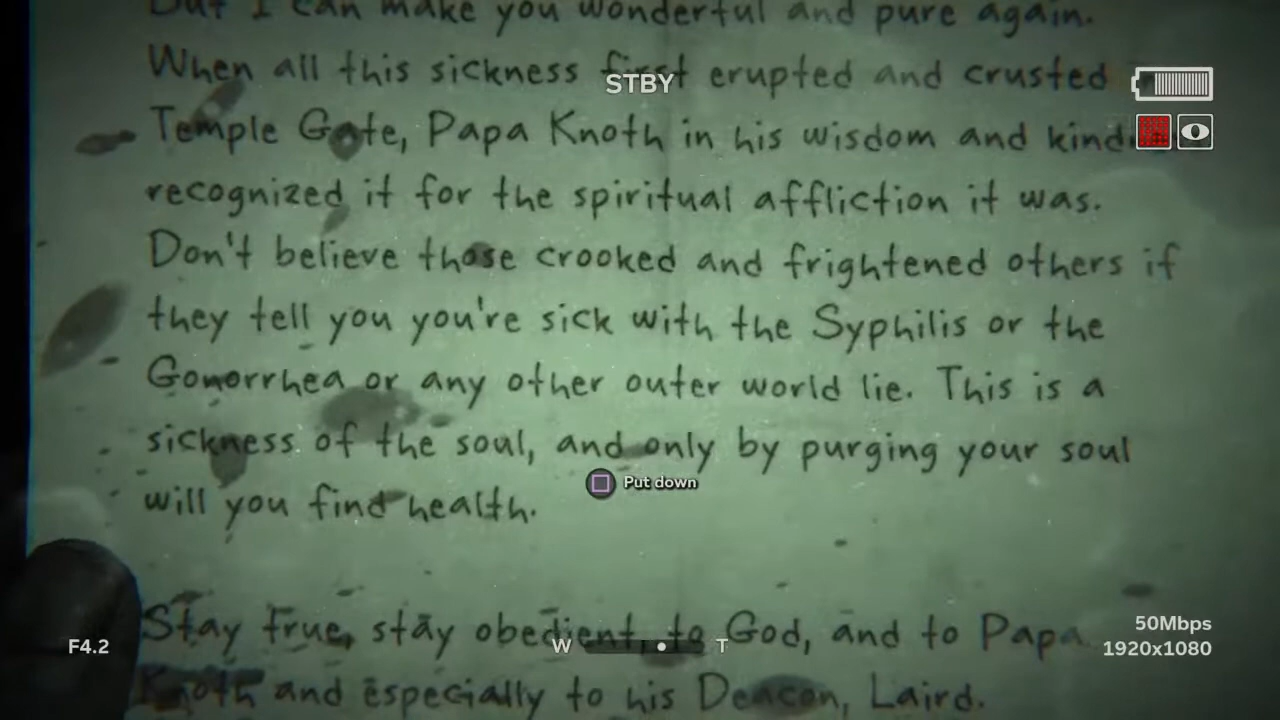 But I can make you wonderful and pure again.
When all this sickness first erupted and crusted
STBY
Temple Gate, Papa Knoth in his wisdom and
recognized it for the spiritual affliction it was.
Don't believe those crooked and frightened others if
they tell you you're sick with the Syphilis or the
Gonorrhea or any other outer world lie. This is a
sickness of the soul, and only by purging your soul
Put down
will you find health.
Stay true, stay obedient, to God, and to Papa
50Mbps
F4.2
W T
1920x1080
Knoth and especially to his Deacon, Laird.